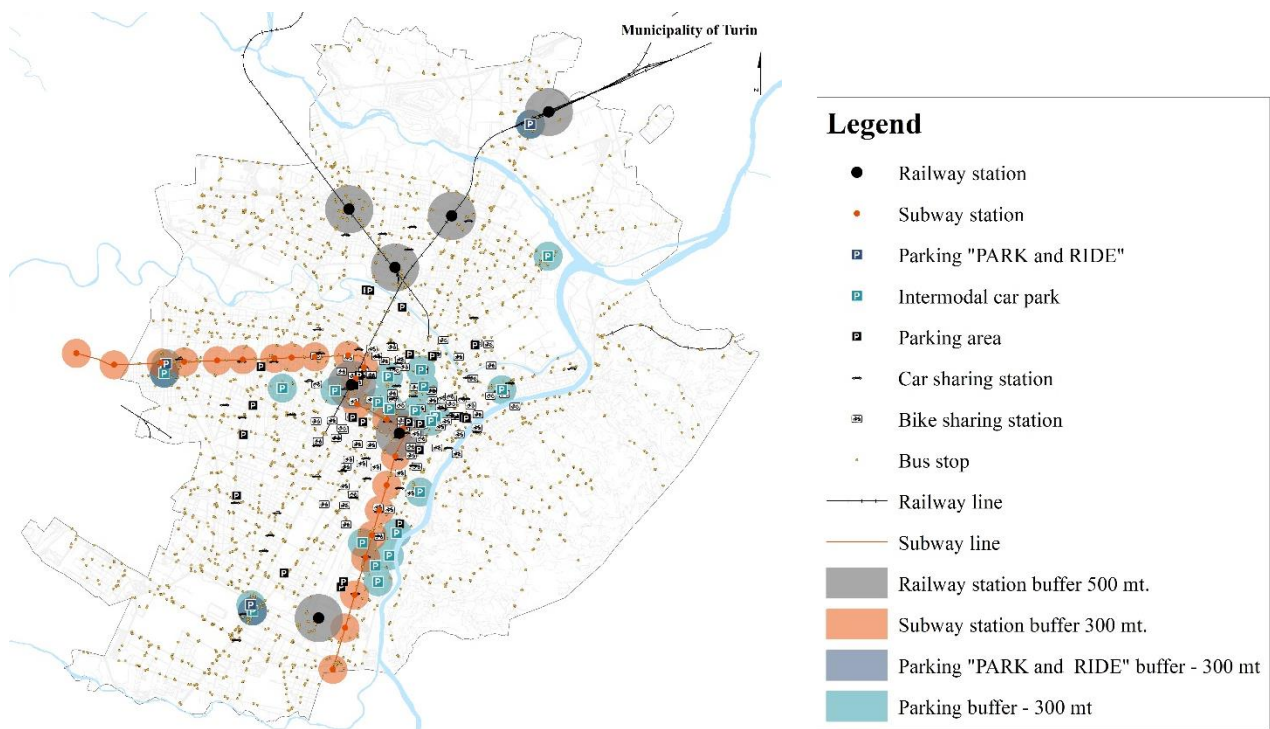 Municipality of Turin
N
Legend
Railway station
Subway station
P Parking "PARK and RIDE"
P Intermodal car park
P Parking area
Car sharing station
Bike sharing station
Bus stop
Railway line
Subway line
Railway station buffer 500 mt.
Subway station buffer 300 mt.
Parking "PARK and RIDE" buffer - 300 mt
Parking buffer - 300 mt